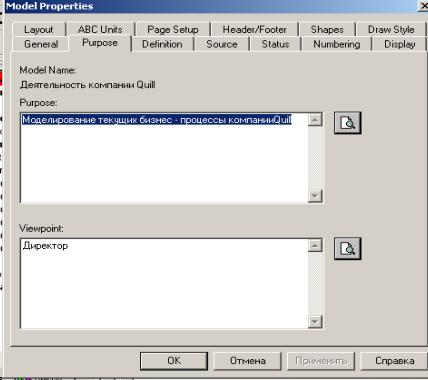 Model Properties
Layout ABC Units Page Setup Header/Footer Shapes Draw Style
General Purpose Definition Source Status Numbering Display
Model Name:
Деятельность компании Quill
Purpose:
Моделирование текущих бизнес - процессы компанииQuill
Viewpoint:
Директор
OK Отмена Применить Справка